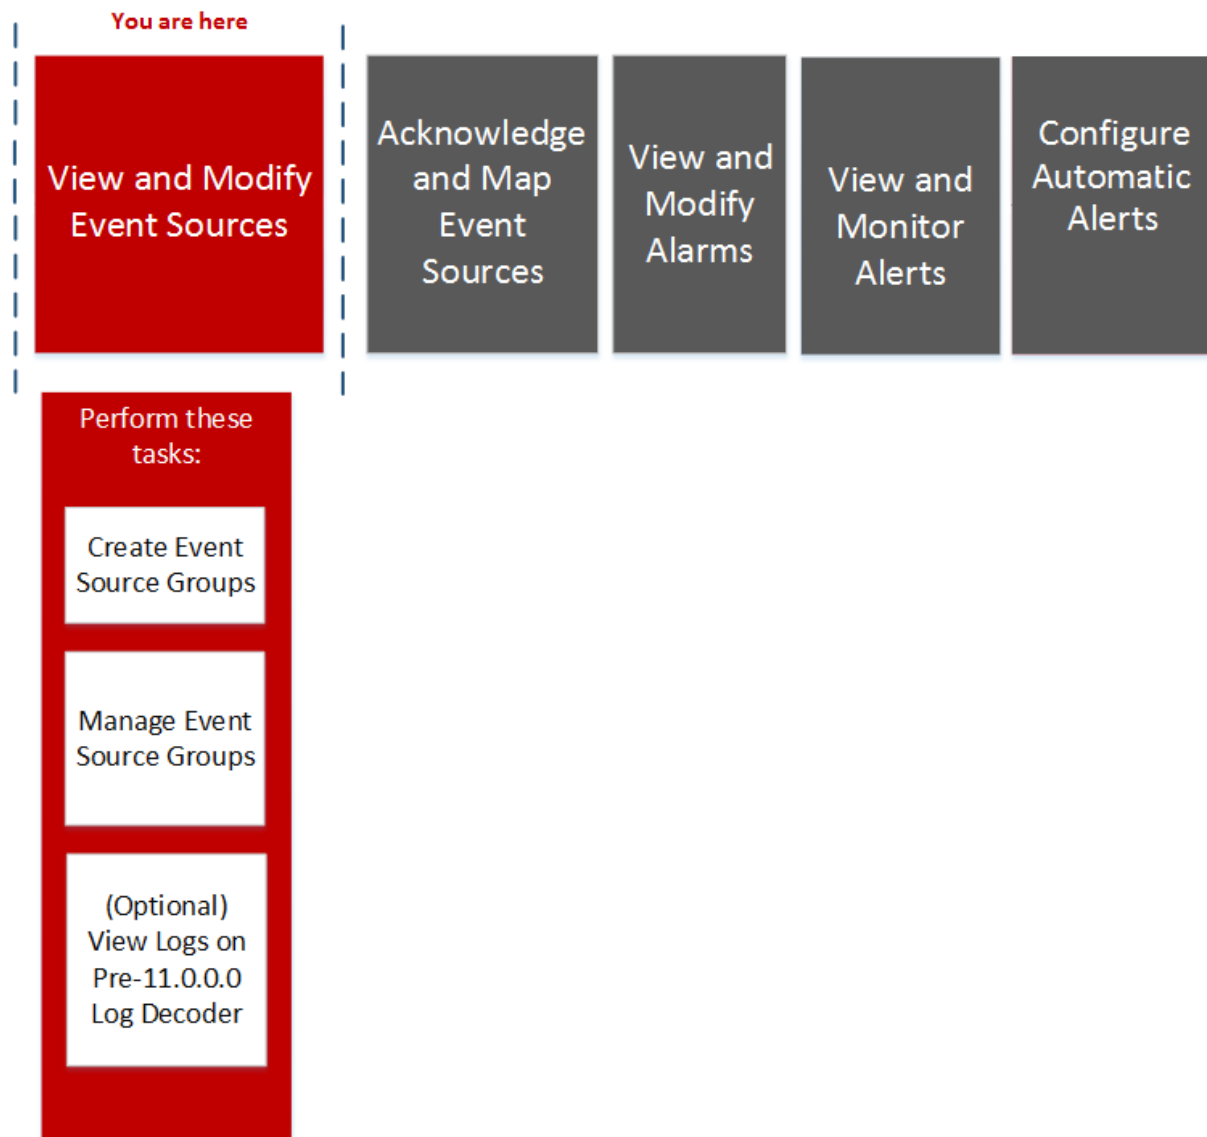 You are here
View and Modify
Event Sources
Acknowledge
and Map
Event
Sources
View and
Modify
Alarms
View and
Monitor
Alerts
Configure
Automatic
Alerts
Perform these
tasks:
Create Event
Source Groups
Manage Event
Source Groups
(Optional)
View Logs on
Pre-11.0.0.0
Log Decoder